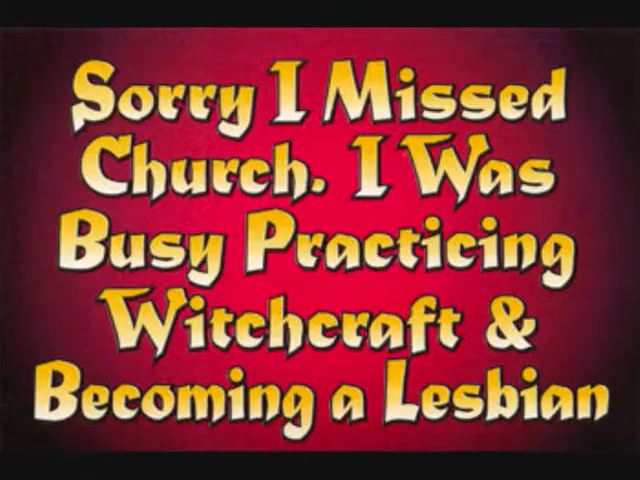 Sorry I Missed
Church. I Was
Busy Practicing
Witchcraft &
Becoming a Lesbian